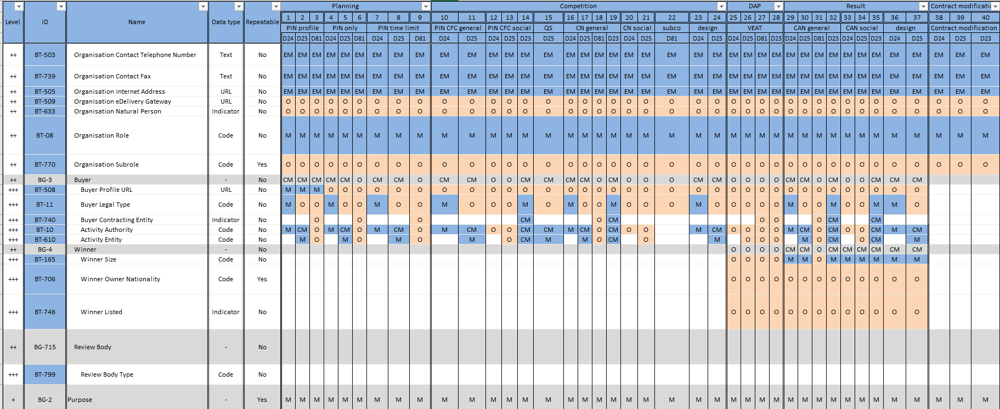 Planning Competition DAP Result Contract modificatio
Level ID Name Data type Repeatable 1 2 3 4 5 6 7 8 9 10 11 12 13 14 15 16 17 18 19 20 21 22 23 24 25 26 27 28 29 30 31 32 33 34 35 36 37 38 39 40
PIN profile PIN only PIN time limit PIN CFC general PIN CFC social QS CN general CN social subco design VEAT CAN general CAN social design Contract modification
D24 D25 D81 D24 D25 D81 D24 D25 D81 D24 D25 D24 D25 D23 D25 D24 D25 D81 D23 D24 D25 D81 D24 D25 D24 D25 D81 D23 D24 D25 D81 D23 D24 D25 D23 D24 D25 D24 D25 D23
++ BT-503 Organisation Contact Telephone Number Text No EM EM EM EM EM EM EM EM EM EM EM EM EM EM EM EM EM EM EM EM EM EM EM EM EM EM EM EM EM EM EM EM EM EM EM EM EM EM EM EM
++ BT-739 Organisation Contact Fax Text No EM EM EM EM EM EM EM EM EM EM EM EM EM EM EM EM EM EM EM EM EM EM EM EM EM EM EM EM EM EM EM EM EM EM EM EM EM EM EM EM
++ BT-505 Organisation Internet Address URL No EM EM EM EM EM EM EM EM EM EM EM EM EM EM EM EM EM EM EM EM EM EM EM EM EM EM EM EM EM EM EM EM EM EM EM EM EM EM EM EM
++ BT-509 Organisation eDelivery Gateway URL No O O O O O O O O O O O O O O O O O O O O O O O O O O O O O O O O O O O O O O O O
++ BT-633 Organisation Natural Person Indicator No O O O O O O O O O O O O O O O O O O O O O O O O O O O O O O O O O O O O O O O O
++ BT-08 Organisation Role Code No M M M M M M M M M M M M M M M M M M M M M M M M M M M M M M M M M M M M M M M M
++ BT-770 Organisation Subrole Code Yes O O O O O O O O O O O O O O O O O O O O O O O O O O O O O O O O O O O O O O O O
++ BG-3 Buyer - No CM CM CM CM CM O CM CM O CM CM O O CM CM CM CM O CM O O O CM CM O O O O CM CM O CM O O CM CM CM
+++ BT-508 Buyer Profile URL URL No M M M O O O O O O O O O O O O O O O O O O O O O O O O O O O O O O O O O O
+++ BT-11 Buyer Legal Type Code No M O O M O O M O O M O O O M O M O O M O O O M O O O O O M O O M O O M M O
+++ BT-740 Buyer Contracting Entity Indicator No O O O CM O CM O O O CM CM
+++ BT-10 Activity Authority Code No M CM O M CM O M CM O M CM O O CM CM M CM O CM O O M CM O O O O M CM O CM O O CM M CM
+++ BT-610 Activity Entity Code No M O M O M O M O CM M M O CM O M O O O M O CM O CM M
++ BG-4 Winner - No O O O O CM CM O CM CM CM CM CM CM
+++ BT-165 Winner Size Code No O O O O M M O M M M M M M
+++ BT-706 Winner Owner Nationality Code Yes O O O O O O O O O O O O O
+++ BT-746 Winner Listed Indicator No O O O O O O O O O O O O O
++ BG-715 Review Body - No
+++ BT-799 Review Body Type Code No
+ BG-2 Purpose - Yes M M M M M M M M M M M M M M M M M M M M M M M M M M M M M M M M M M M M M M M M